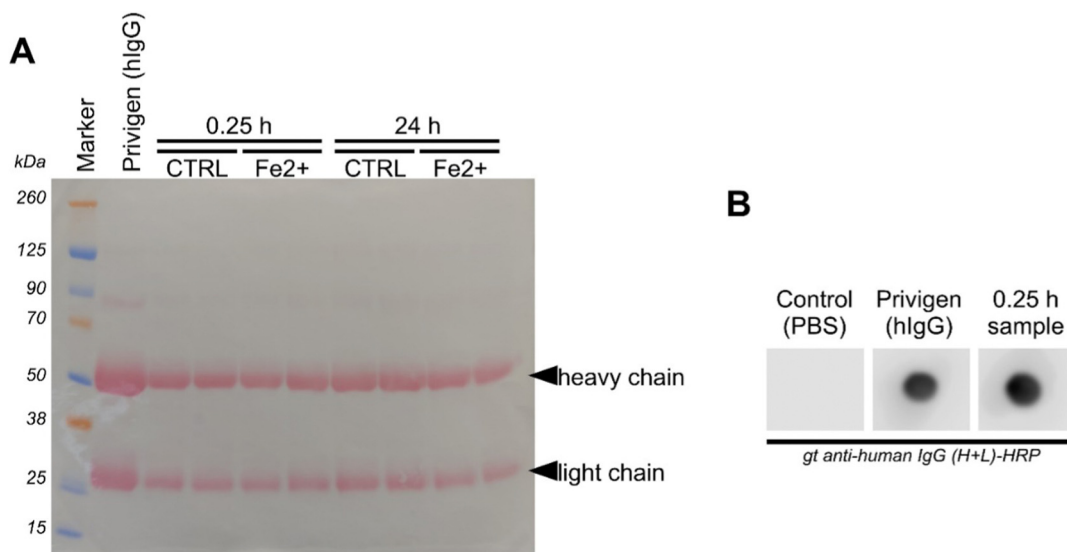 A
kDa
Marker
Privigen (hIgG)
0.25 h
24 h
CTRL
Fe2+
CTRL
Fe2+
260
125
90
70
50
38
25
15
heavy chain
light chain
B
Control
(PBS)
Privigen
(hIgG)
0.25 h
sample
gt anti-human IgG (H+L)-HRP